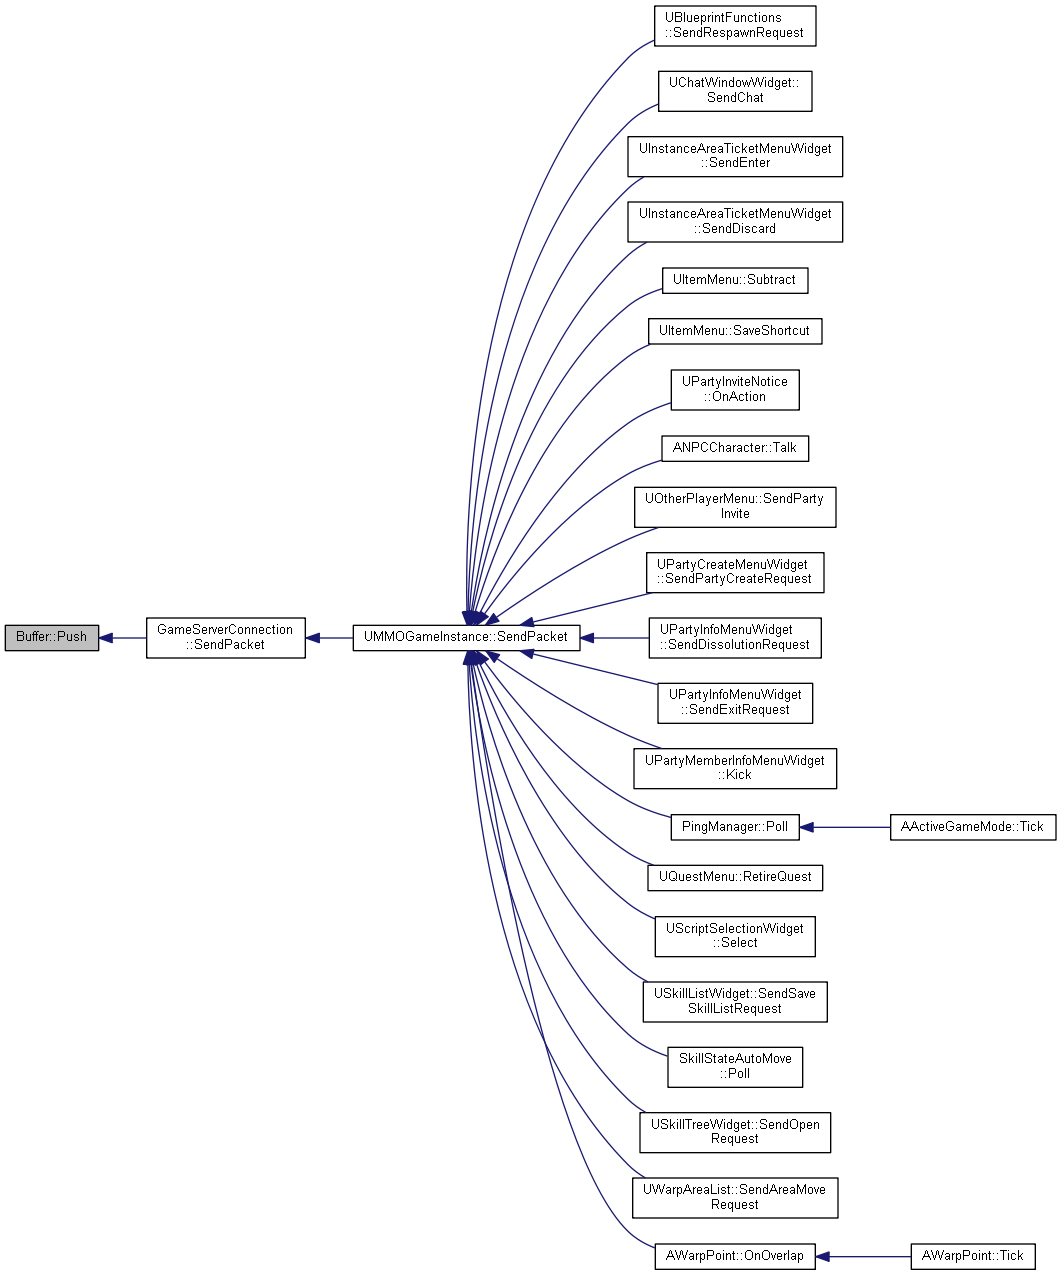 UBlueprintFunctions
::SendRespawnRequest
UChatWindowWidget::
SendChat
UInstanceAreaTicketMenuWidget
::SendEnter
UInstanceAreaTicketMenuWidget
::SendDiscard
UItemMenu::Subtract
UItemMenu::SaveShortcut
UPartyInviteNotice
::OnAction
ANPCCharacter::Talk
UOtherPlayerMenu::SendParty
Invite
UPartyCreateMenuWidget
::SendPartyCreateRequest
Buffer::Push
GameServerConnection
::SendPacket
UMMOGameInstance::SendPacket
UPartyInfoMenuWidget
::SendDissolutionRequest
UPartyInfoMenuWidget
::SendExitRequest
UPartyMemberInfoMenuWidget
::Kick
PingManager::Poll
AActiveGameMode::Tick
UQuestMenu::RetireQuest
UScriptSelectionWidget
::Select
USkillListWidget::SendSave
SkillListRequest
SkillStateAutoMove
::Poll
USkillTreeWidget::SendOpen
Request
UWarpAreaList::SendAreaMove
Request
AWarpPoint::OnOverlap
AWarpPoint::Tick